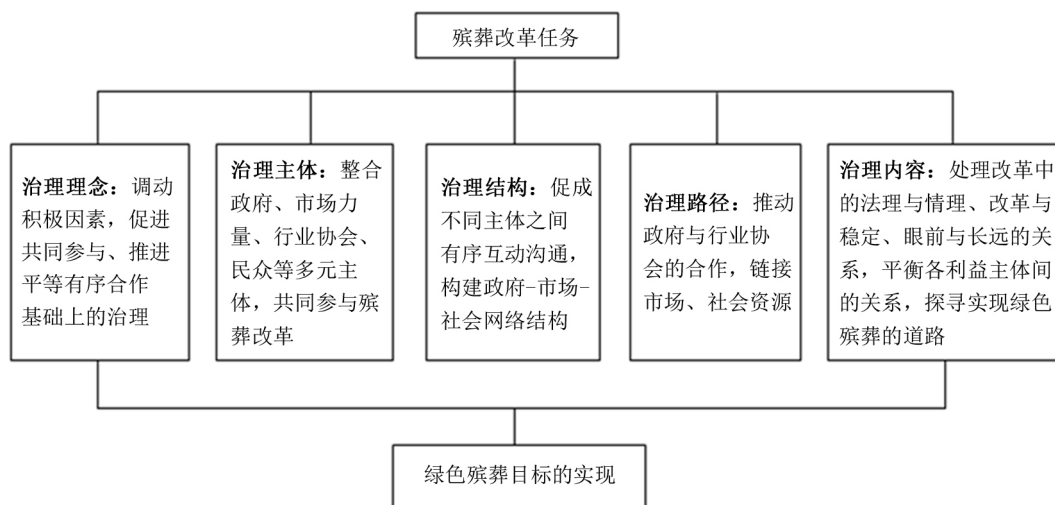 殡葬改革任务
治理理念：调动
积极因素，促进
共同参与、推进
平等有序合作
基础上的治理
治理主体：整合
政府、市场力
量、行业协会、
民众等多元主
体，共同参与殡
葬改革
治理结构：促成
不同主体之间
有序互动沟通，
构建政府-市场-
社会网络结构
治理路径：推动
政府与行业协
会的合作，链接
市场、社会资源
治理内容：处理改革中
的法理与情理、改革与
稳定、眼前与长远的关
系，平衡各利益主体间
的关系，探寻实现绿色
殡葬的道路
绿色殡葬目标的实现